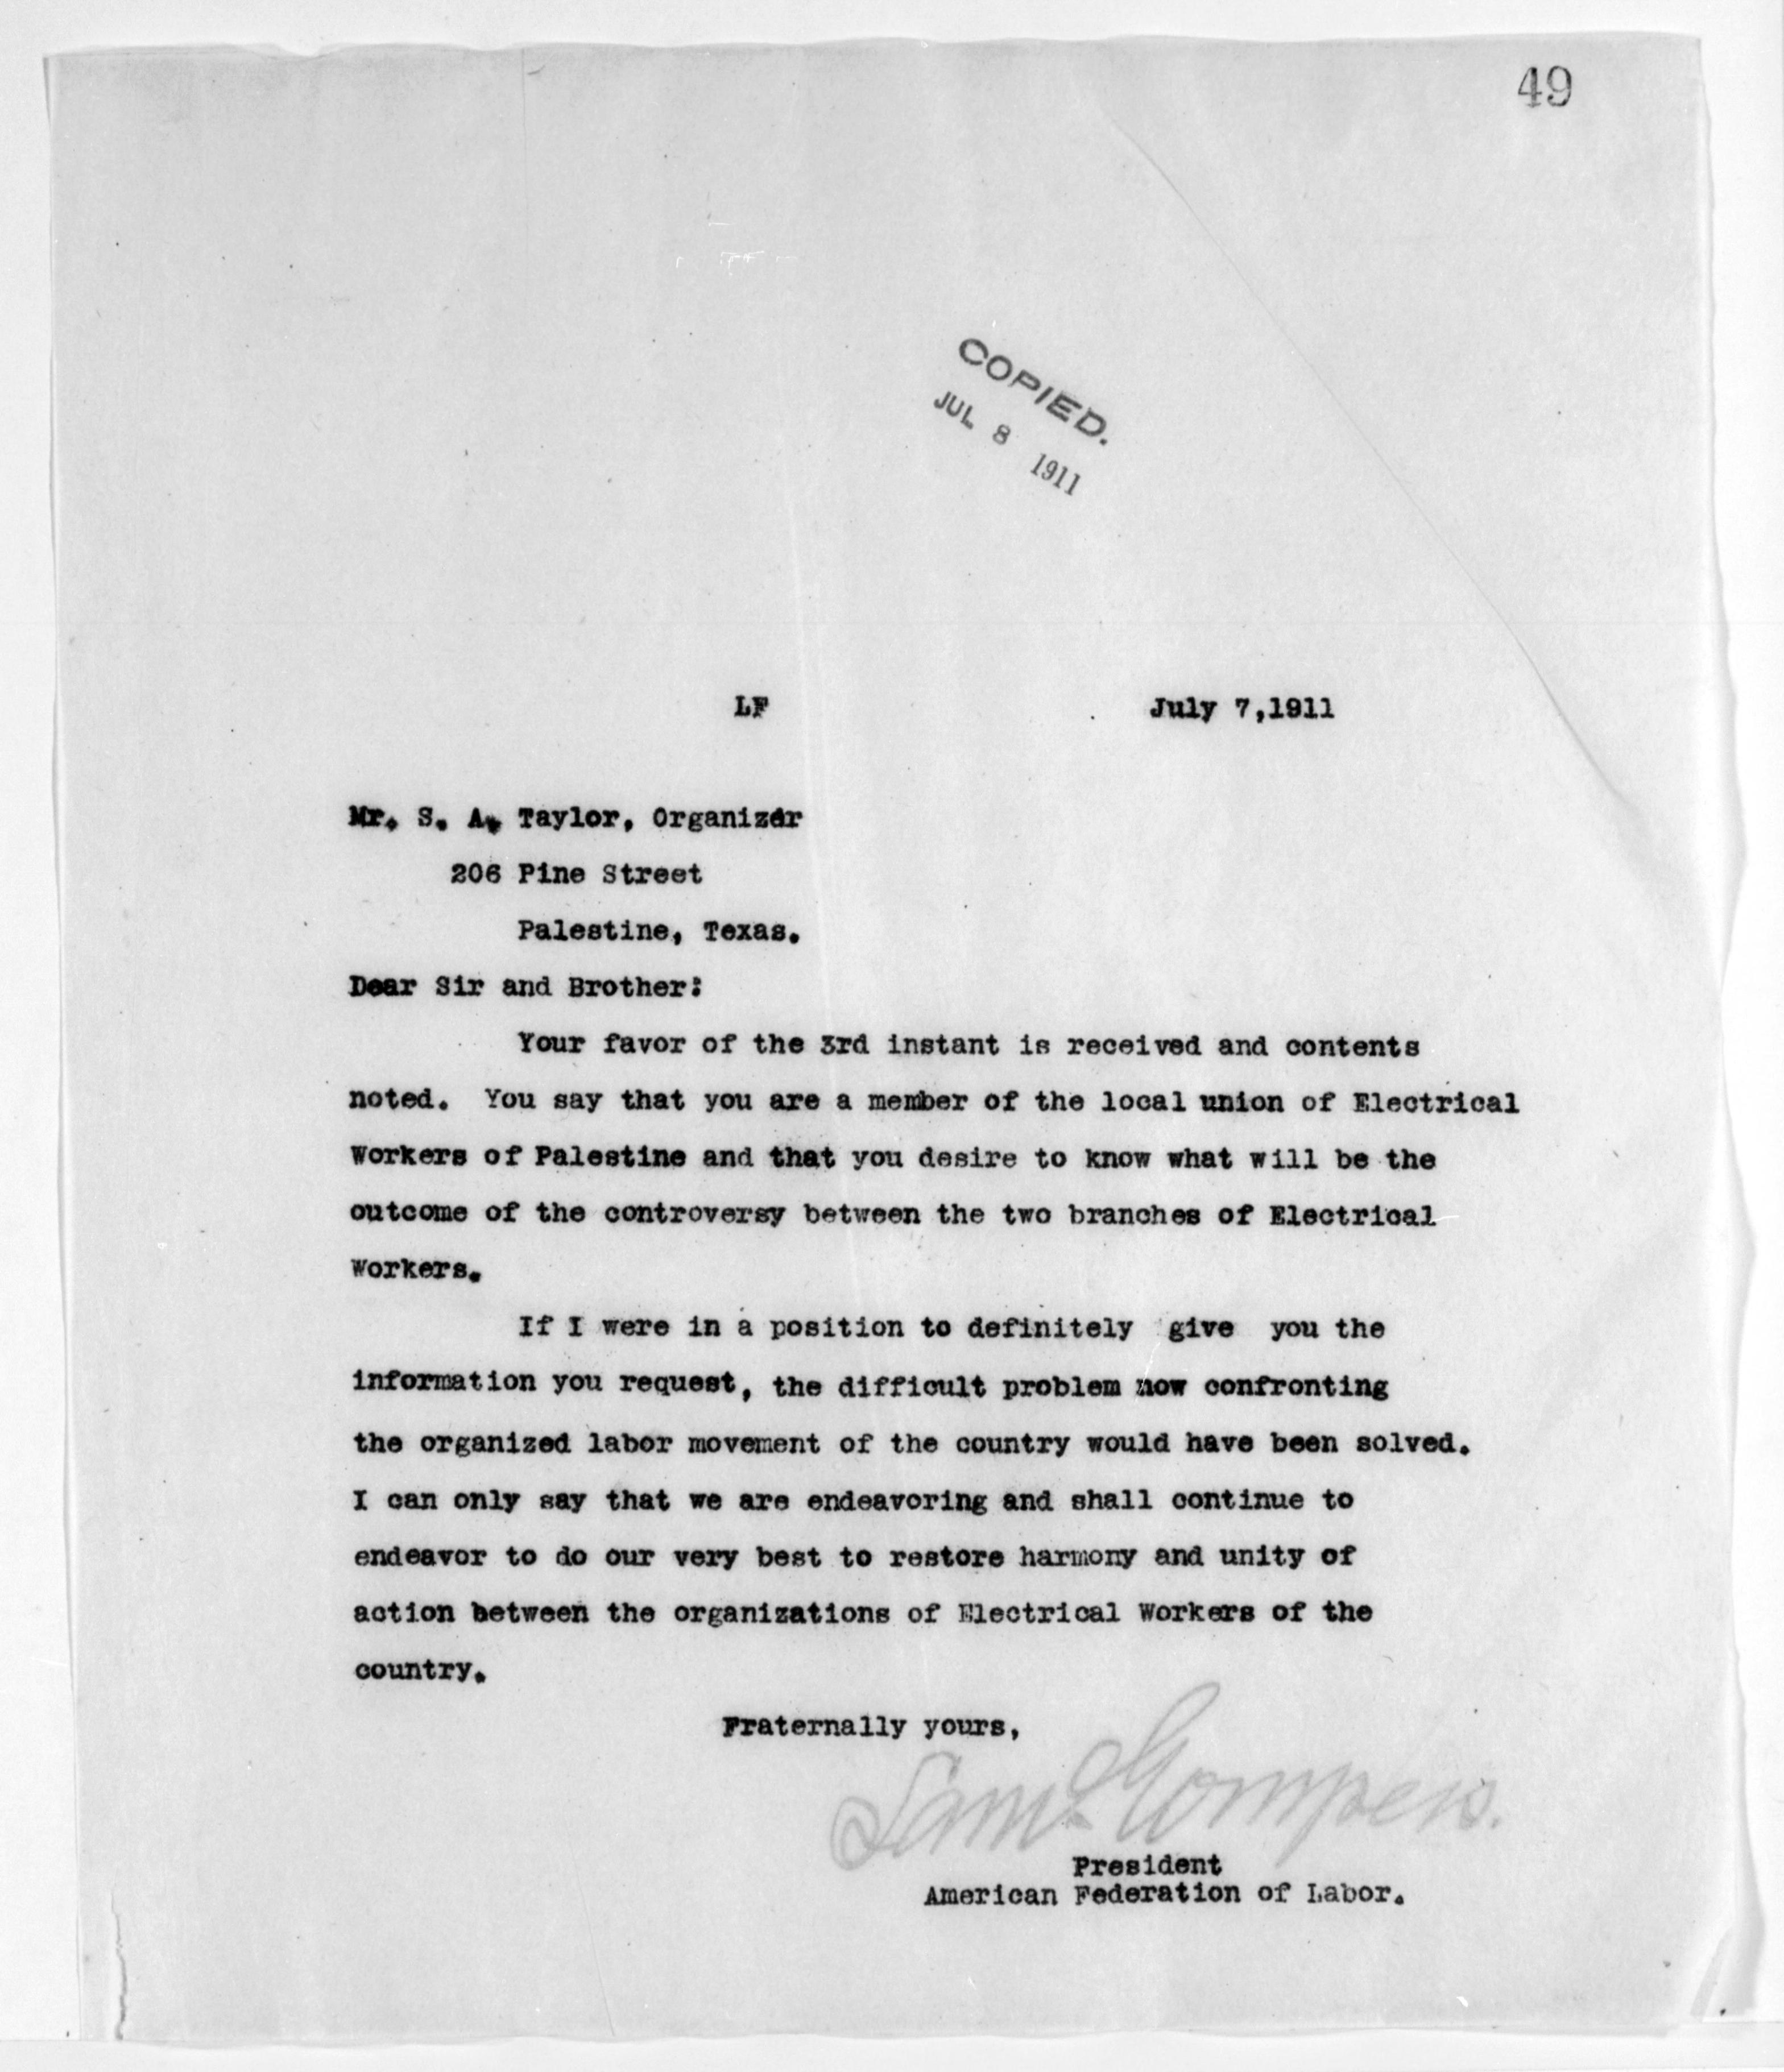 49
COPIED.
JUL 8 1911
LF July 7,1911
Mr. S. A. Taylor, Organizer
206 Pine Street
Palestine, Texas.
Dear Sir and Brother:
Your favor of the 3rd instant is received and contents
noted. You say that you are a member of the local union of Electrical
Workers of Palestine and that you desire to know what will be the
outcome of the controversy between the two branches of Electrical
Workers.
If I were in a position to definitely give you the
information you request, the difficult problem now confronting
the organized labor movement of the country would have been solved.
I can only say that we are endeavoring and shall continue to
endeavor to do our very best to restore harmony and unity of
action between the organizations of Electrical Workers of the
country.
Fraternally yours,
Saml. Gompers.
President
American Federation of Labor.